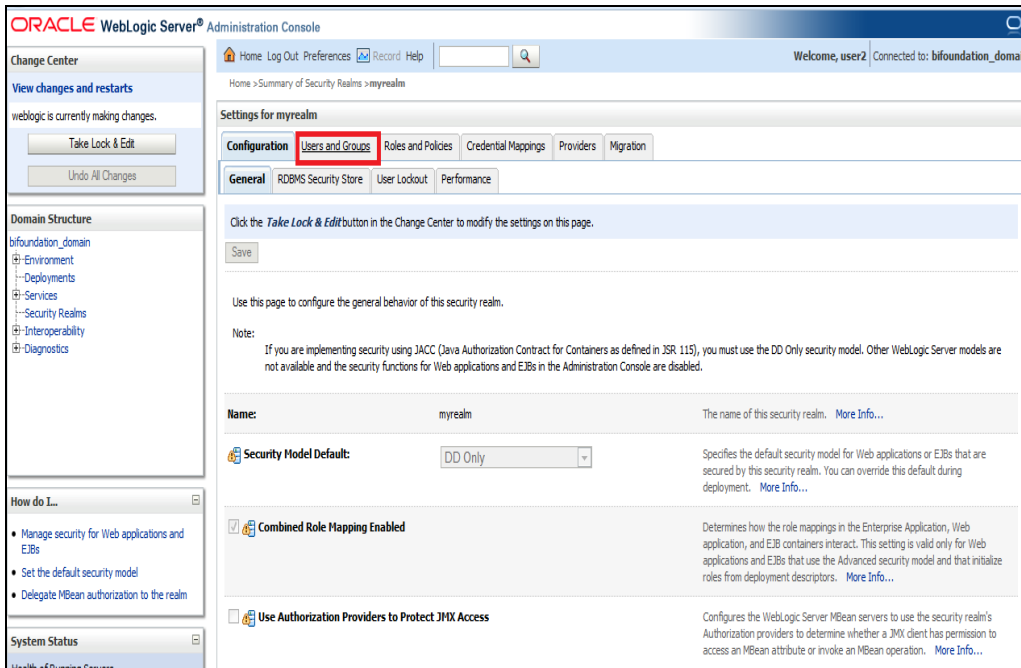 ORACLE WebLogic Server® Administration Console
Change Center
View changes and restarts
weblogic is currently making changes.
Take Lock & Edit
Undo All Changes
Domain Structure
bifoundation_domain
Environment
Deployments
Services
Security Realms
Interoperability
Diagnostics
How do I...
Manage security for Web applications and
EJBs
Set the default security model
Delegate MBean authorization to the realm
System Status
Health of Running Servers
Home Log Out Preferences Record Help
Welcome, user2 Connected to: bifoundation_domai
Home >Summary of Security Realms >myrealm
Settings for myrealm
Configuration Users and Groups Roles and Policies Credential Mappings Providers Migration
General RDBMS Security Store User Lockout Performance
Click the Take Lock & Edit button in the Change Center to modify the settings on this page.
Save
Use this page to configure the general behavior of this security realm.
Note:
If you are implementing security using JACC (Java Authorization Contract for Containers as defined in JSR 115), you must use the DD Only security model. Other WebLogic Server models are
not available and the security functions for Web applications and EJBs in the Administration Console are disabled.
Name: myrealm The name of this security realm. More Info...
Security Model Default: DD Only Specifies the default security model for Web applications or EJBs that are
secured by this security realm. You can override this default during
deployment. More Info...
Combined Role Mapping Enabled Determines how the role mappings in the Enterprise Application, Web
application, and EJB containers interact. This setting is valid only for Web
applications and EJBs that use the Advanced security model and that initialize
roles from deployment descriptors. More Info...
Use Authorization Providers to Protect JMX Access Configures the WebLogic Server MBean servers to use the security realm's
Authorization providers to determine whether a JMX client has permission to
access an MBean attribute or invoke an MBean operation. More Info...